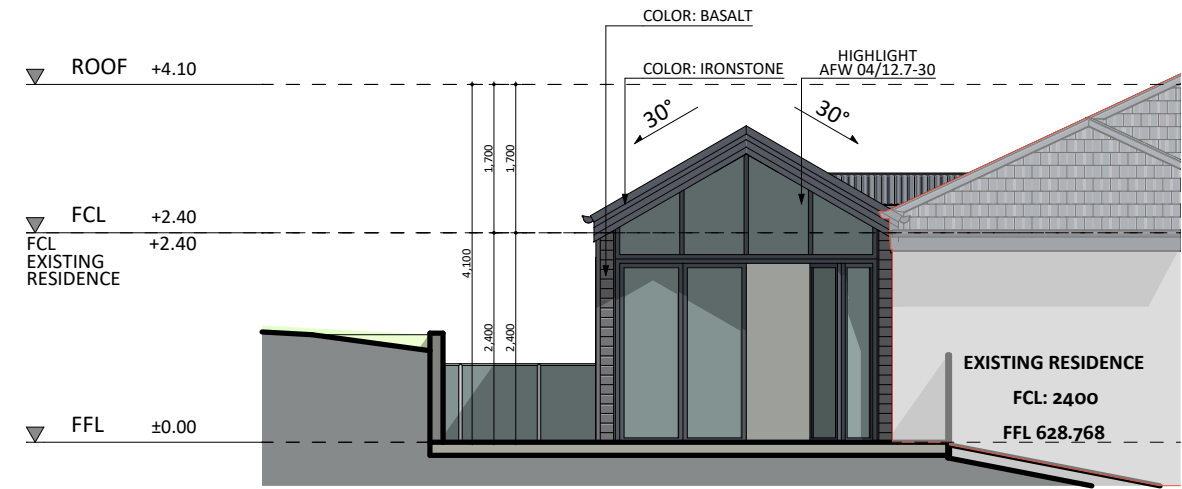 COLOR: BASALT
ROOF +4.10
COLOR: IRONSTONE
HIGHLIGHT
AFW 04/12.7-30
30°
30°
1,700
1,700
FCL +2.40
FCL +2.40
EXISTING
RESIDENCE
4,100
2,400
2,400
EXISTING RESIDENCE
FCL: 2400
FFL 628.768
FFL ±0.00